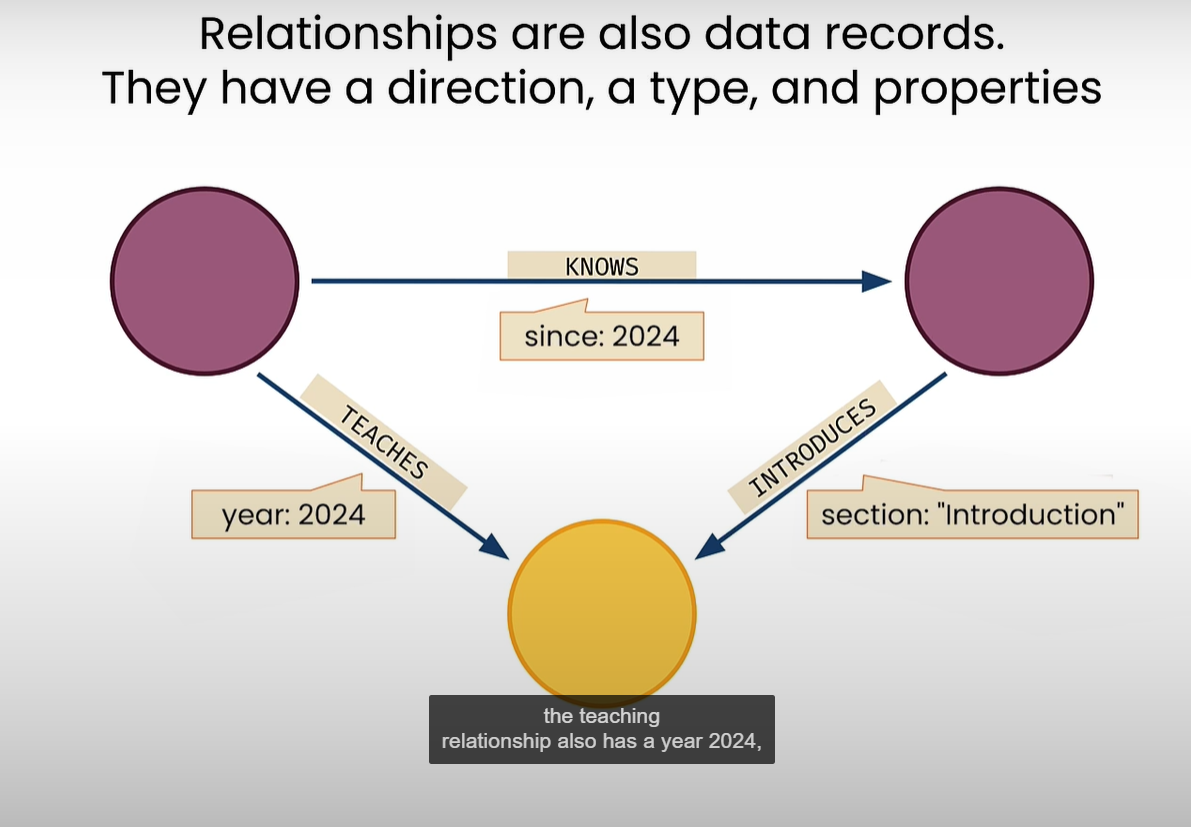 Relationships are also data records.
They have a direction, a type, and properties
KNOWS
since: 2024
TEACHES
INTRODUCES
year: 2024
section: "Introduction"
the teaching
relationship also has a year 2024,